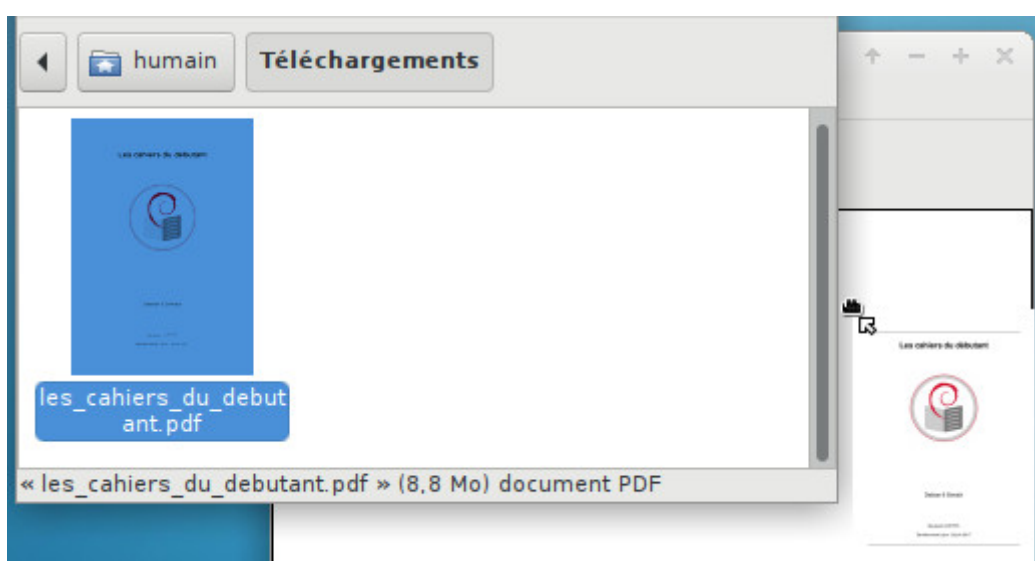 humain
Téléchargements
Les cahiers du débutant
les_cahiers_du_debut
ant.pdf
« les_cahiers_du_debutant.pdf » (8,8 Mo) document PDF
Les cahiers du débutant